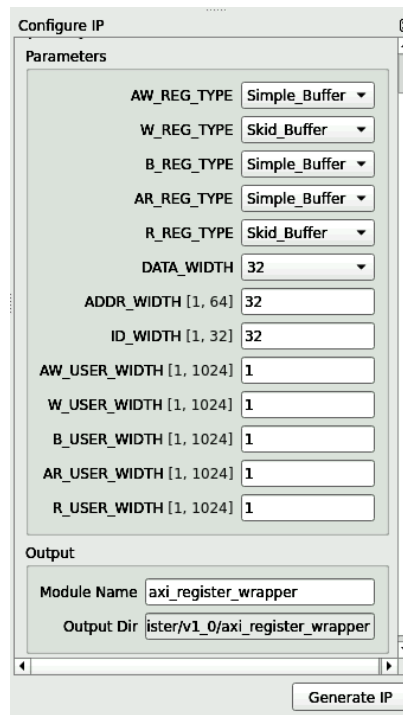 Configure IP
Parameters
AW_REG_TYPE Simple_Buffer
W_REG_TYPE Skid_Buffer
B_REG_TYPE Simple_Buffer
AR_REG_TYPE Simple_Buffer
R_REG_TYPE Skid_Buffer
DATA_WIDTH 32
ADDR_WIDTH [1, 64] 32
ID_WIDTH [1, 32] 32
AW_USER_WIDTH [1, 1024] 1
W_USER_WIDTH [1, 1024] 1
B_USER_WIDTH [1, 1024] 1
AR_USER_WIDTH [1, 1024] 1
R_USER_WIDTH [1, 1024] 1
Output
Module Name axi_register_wrapper
Output Dir ister/v1_0/axi_register_wrapper
Generate IP